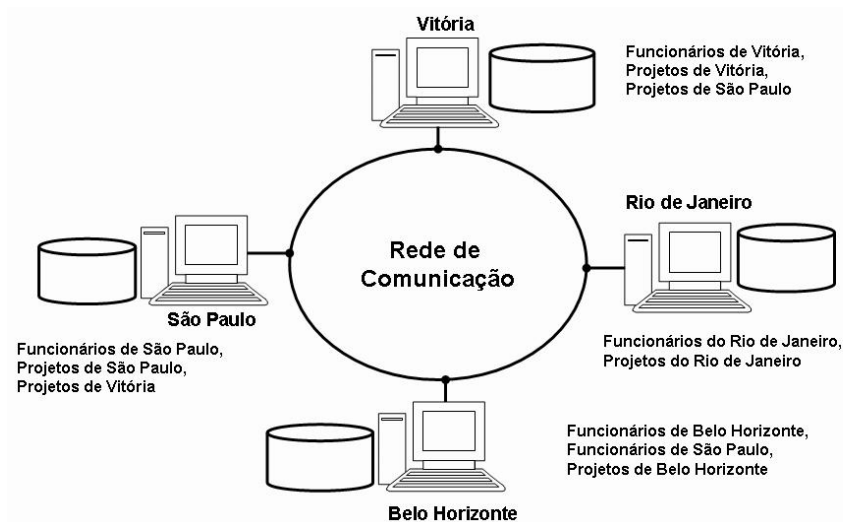 Vitória
Funcionários de Vitória,
Projetos de Vitória,
Projetos de São Paulo
Rio de Janeiro
Rede de
Comunicação
São Paulo
Funcionários de São Paulo,
Projetos de São Paulo,
Projetos de Vitória
Funcionários do Rio de Janeiro,
Projetos do Rio de Janeiro
Funcionários de Belo Horizonte,
Funcionários de São Paulo,
Projetos de Belo Horizonte
Belo Horizonte